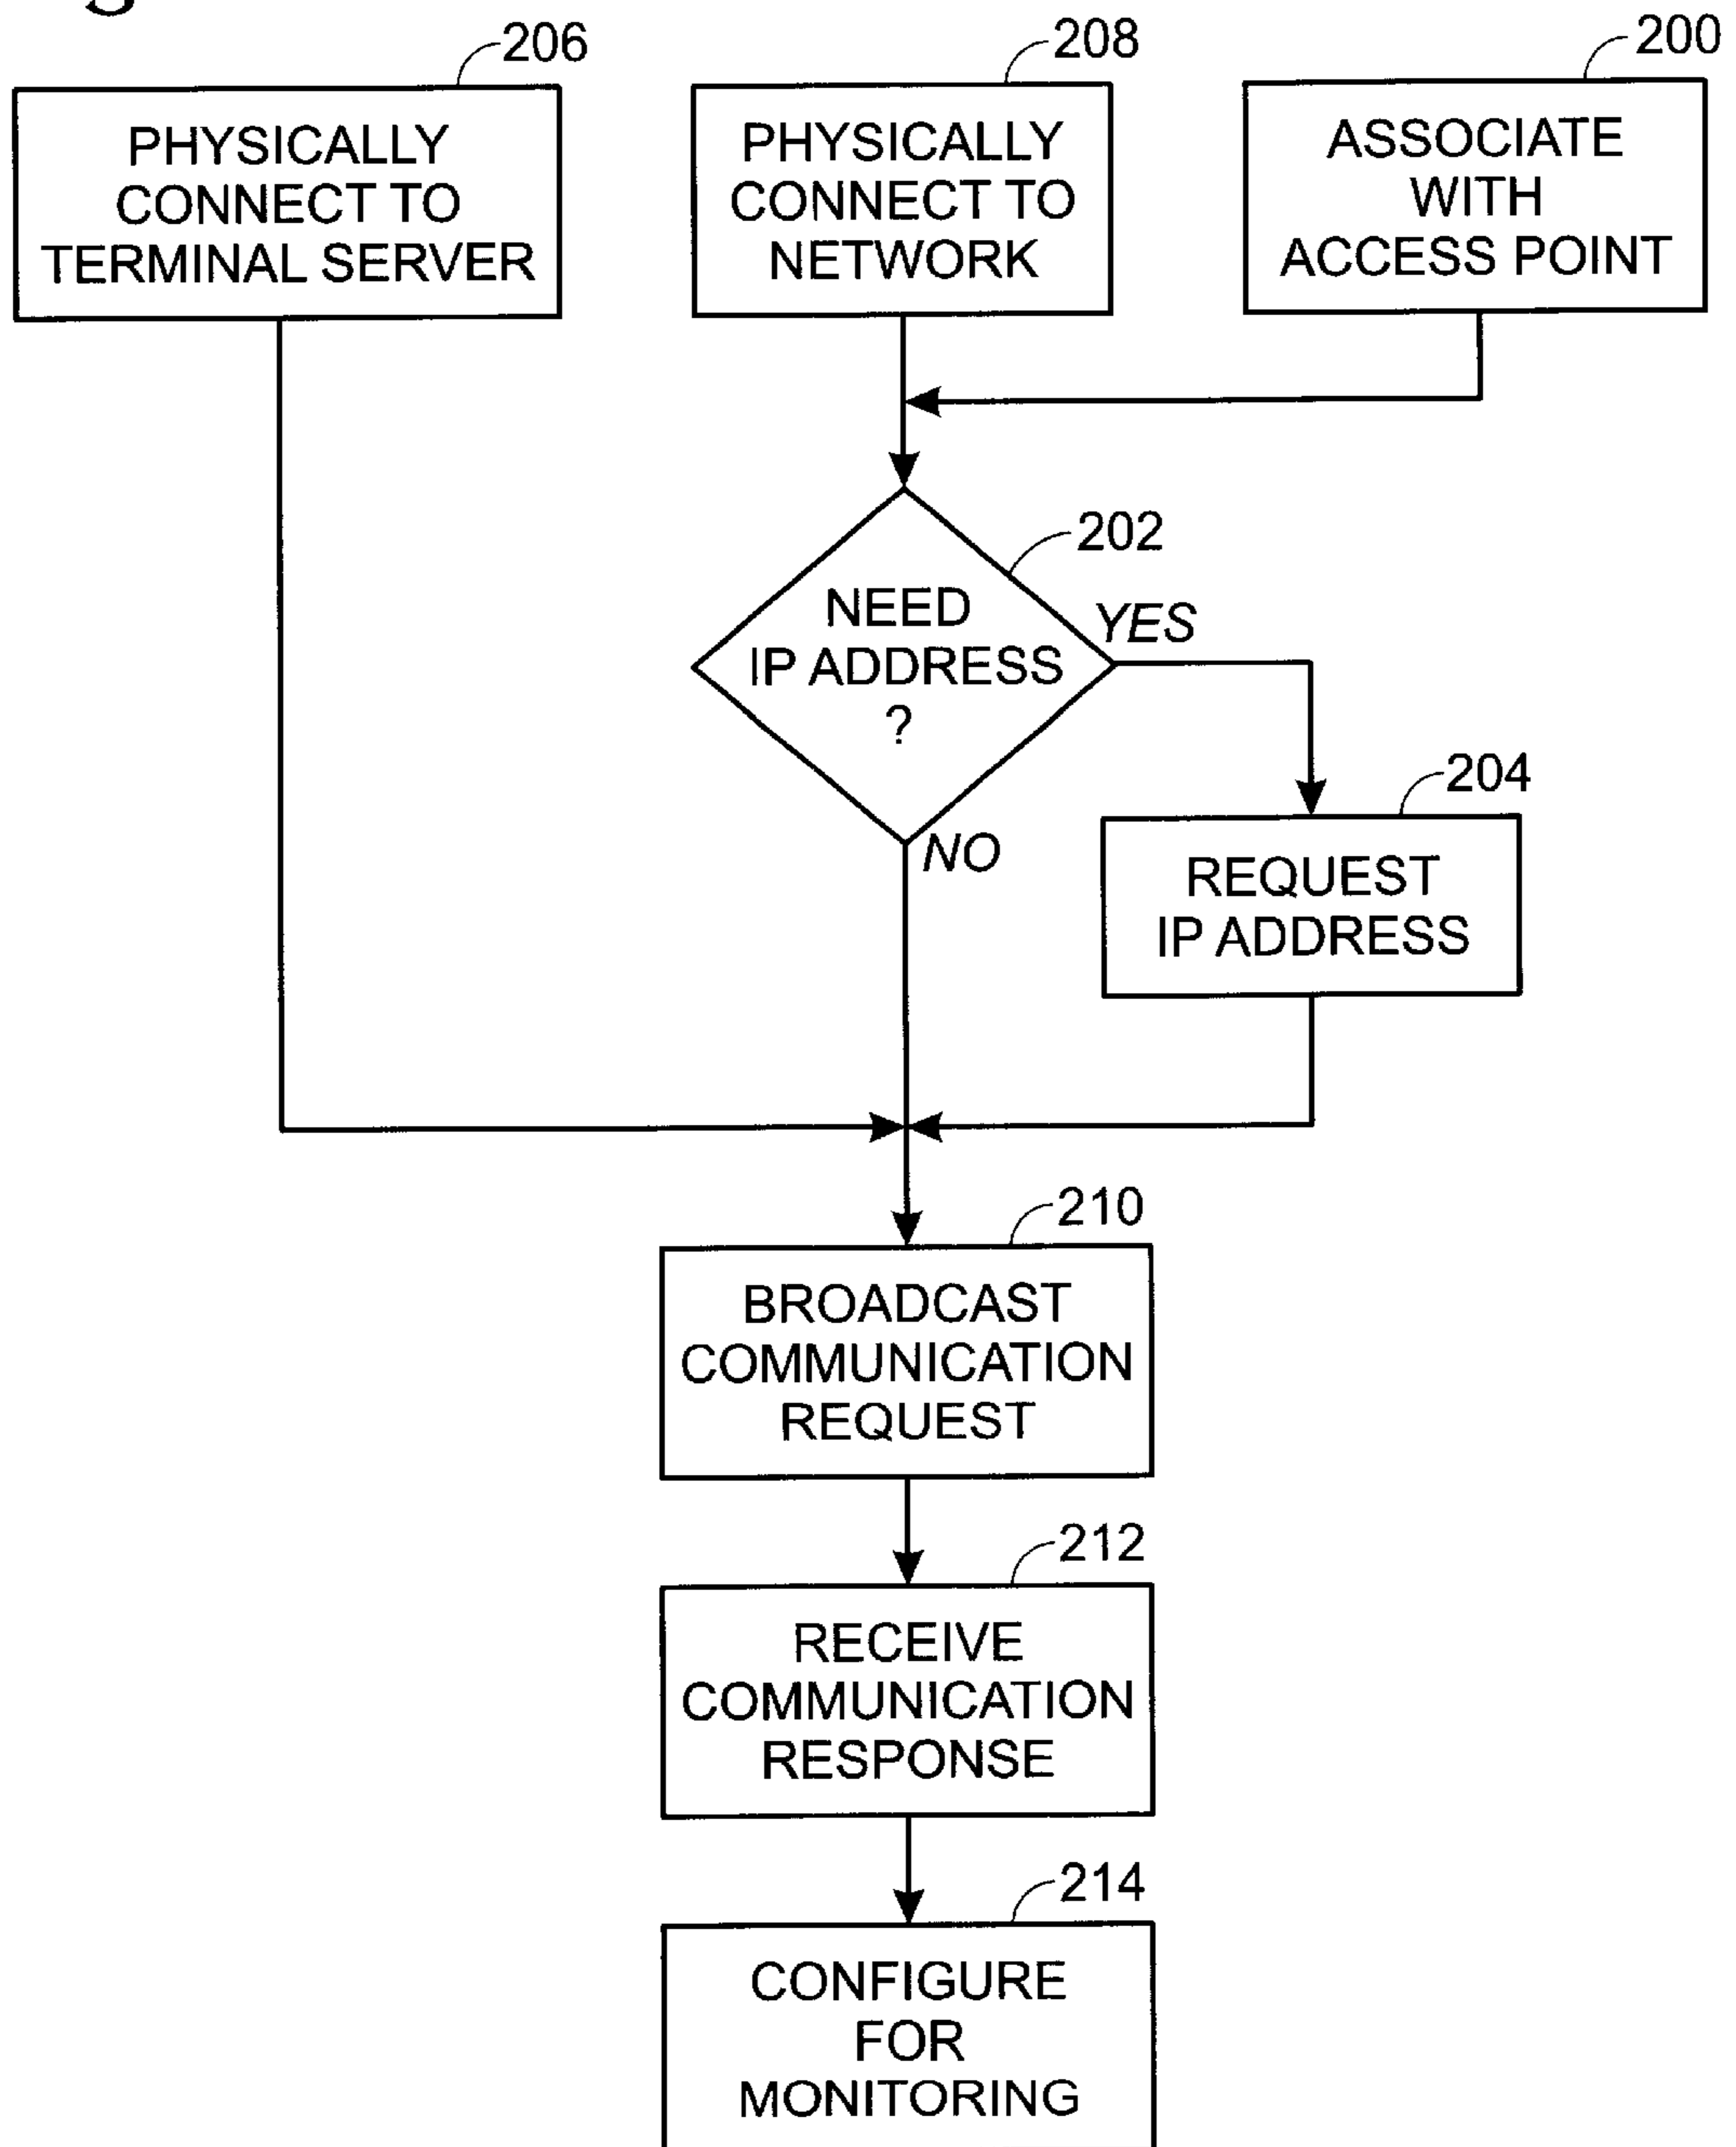 206
208
200
PHYSICALLY
CONNECT TO
TERMINAL SERVER
PHYSICALLY
CONNECT TO
NETWORK
ASSOCIATE
WITH
ACCESS POINT
202
NEED
IP ADDRESS
?
YES
NO
204
REQUEST
IP ADDRESS
210
BROADCAST
COMMUNICATION
REQUEST
212
RECEIVE
COMMUNICATION
RESPONSE
214
CONFIGURE
FOR
MONITORING